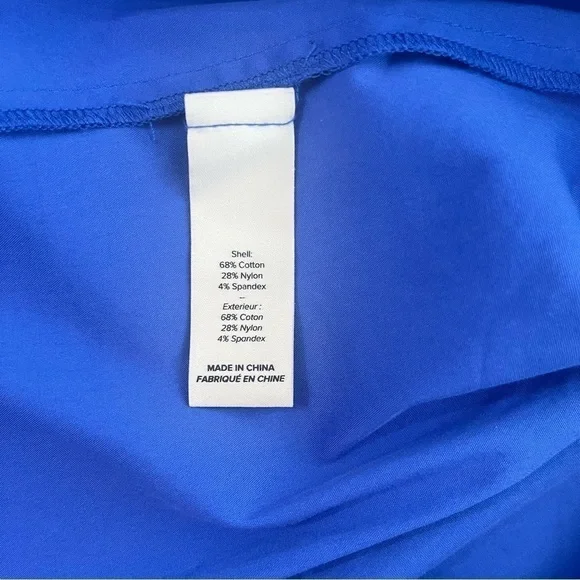 Shell:
68% Cotton
28% Nylon
4% Spandex
–
Exterieur :
68% Coton
28% Nylon
4% Spandex
MADE IN CHINA
FABRIQUÉ EN CHINE